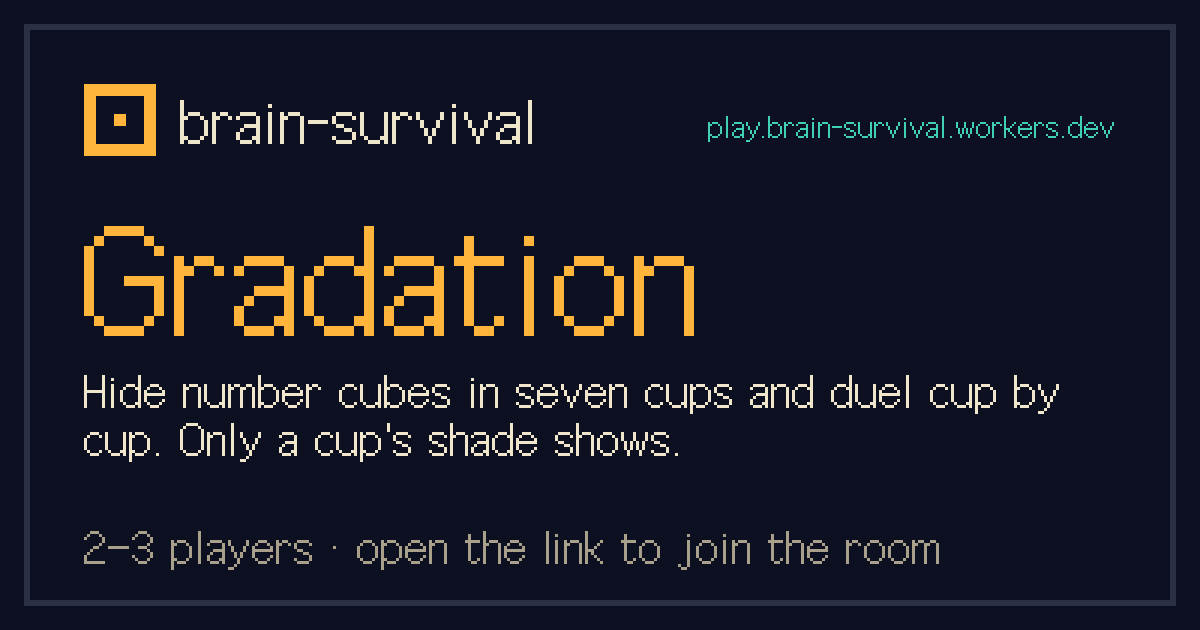 brain-survival
play.brain-survival.workers.dev
Gradation
Hide number cubes in seven cups and duel cup by
cup. Only a cup's shade shows.
2–3 players · open the link to join the room